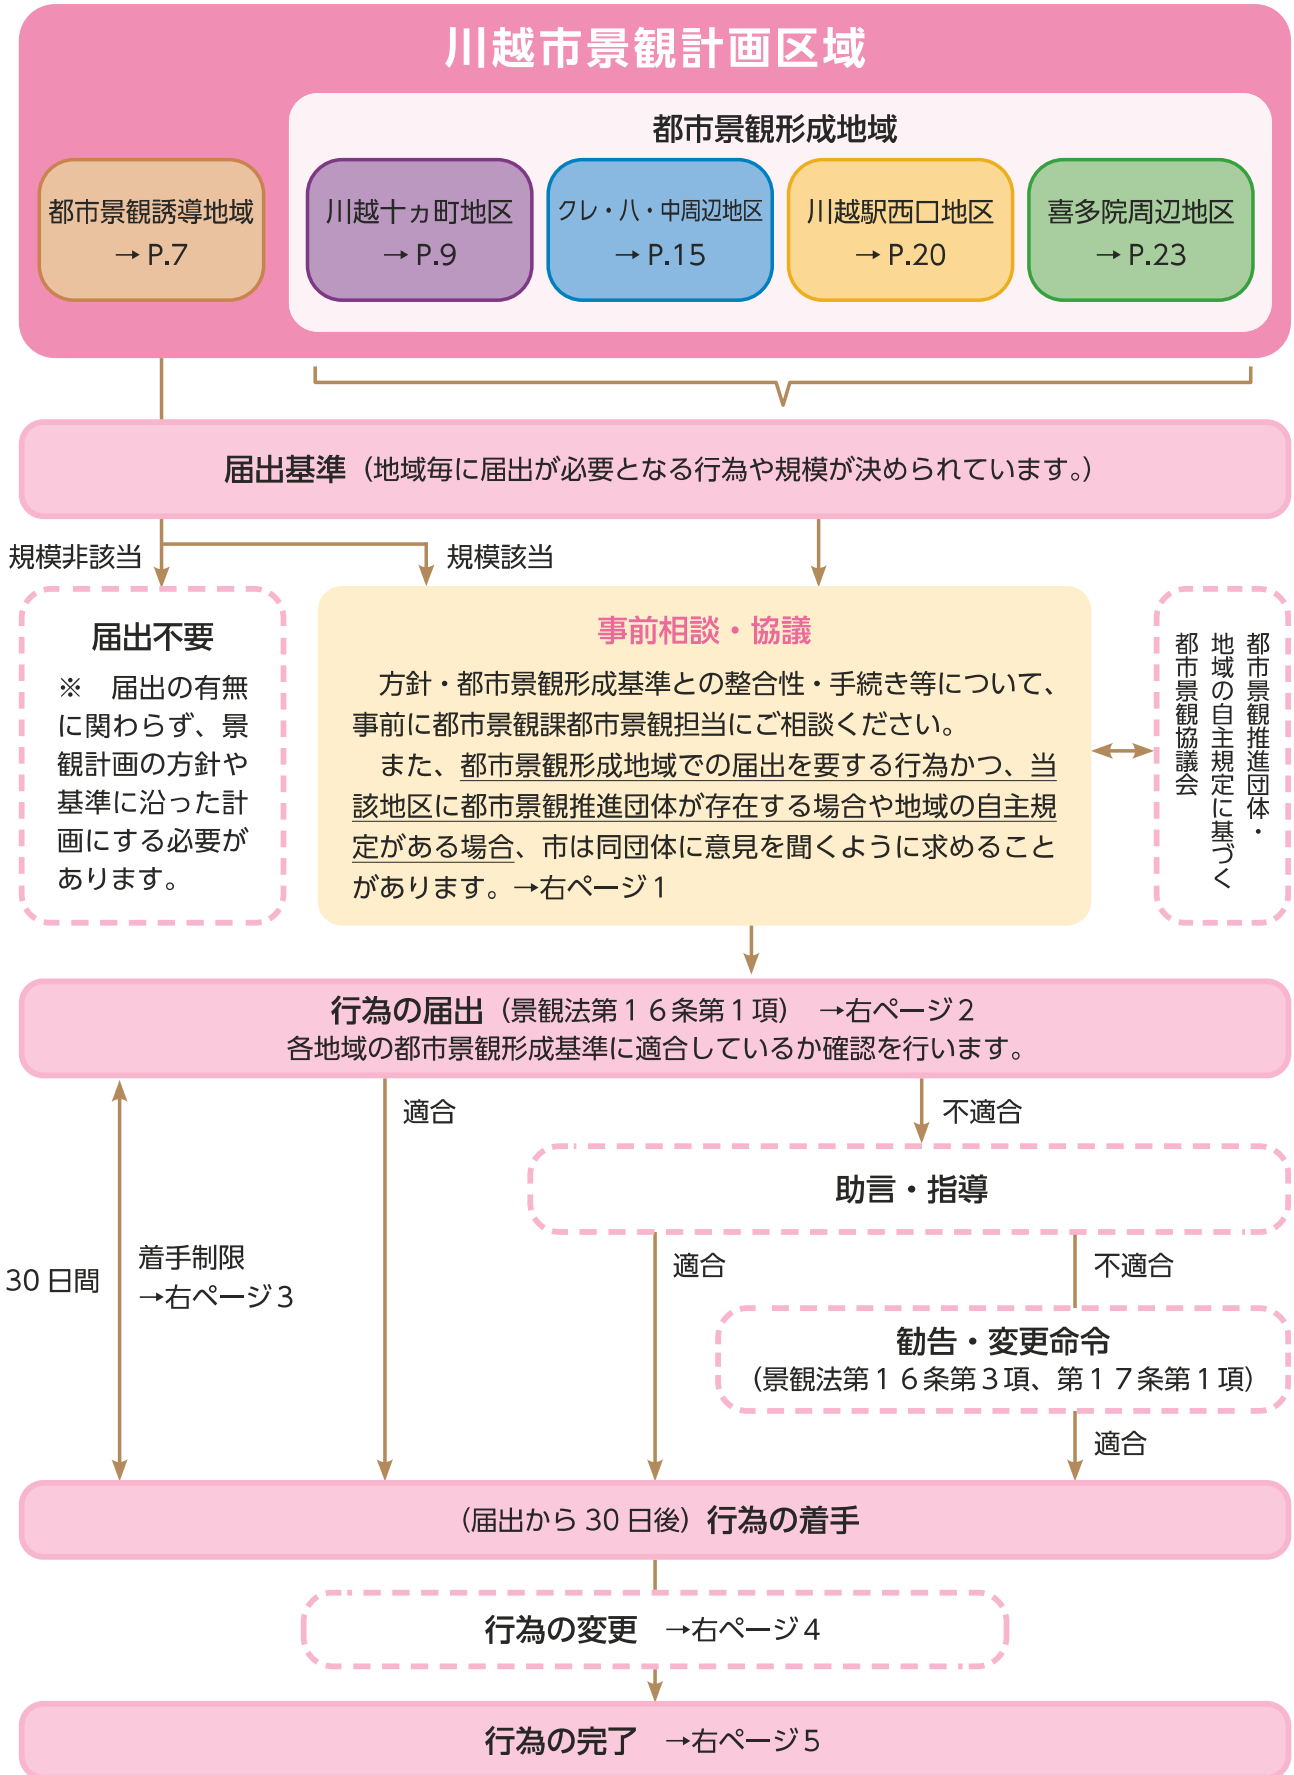 川越市景観計画区域
都市景観形成地域
都市景観誘導地域
→ P.7
川越十ヵ町地区
→ P.9
クレ・八・中周辺地区
→ P.15
川越駅西口地区
→ P.20
喜多院周辺地区
→ P.23
届出基準（地域毎に届出が必要となる行為や規模が決められています。）
規模非該当
規模該当
届出不要
※　届出の有無
に関わらず、景
観計画の方針や
基準に沿った計
画にする必要が
あります。
事前相談・協議
方針・都市景観形成基準との整合性・手続き等について、
事前に都市景観課都市景観担当にご相談ください。
また、都市景観形成地域での届出を要する行為かつ、当
該地区に都市景観推進団体が存在する場合や地域の自主規
定がある場合、市は同団体に意見を聞くように求めること
があります。→右ページ１
都市景観推進団体・
地域の自主規定に基づく
都市景観協議会
行為の届出（景観法第１６条第１項）　→右ページ２
各地域の都市景観形成基準に適合しているか確認を行います。
適合
不適合
助言・指導
30 日間
着手制限
→右ページ３
適合
不適合
勧告・変更命令
（景観法第１６条第３項、第１７条第１項）
適合
（届出から 30 日後）行為の着手
行為の変更　→右ページ４
行為の完了　→右ページ５